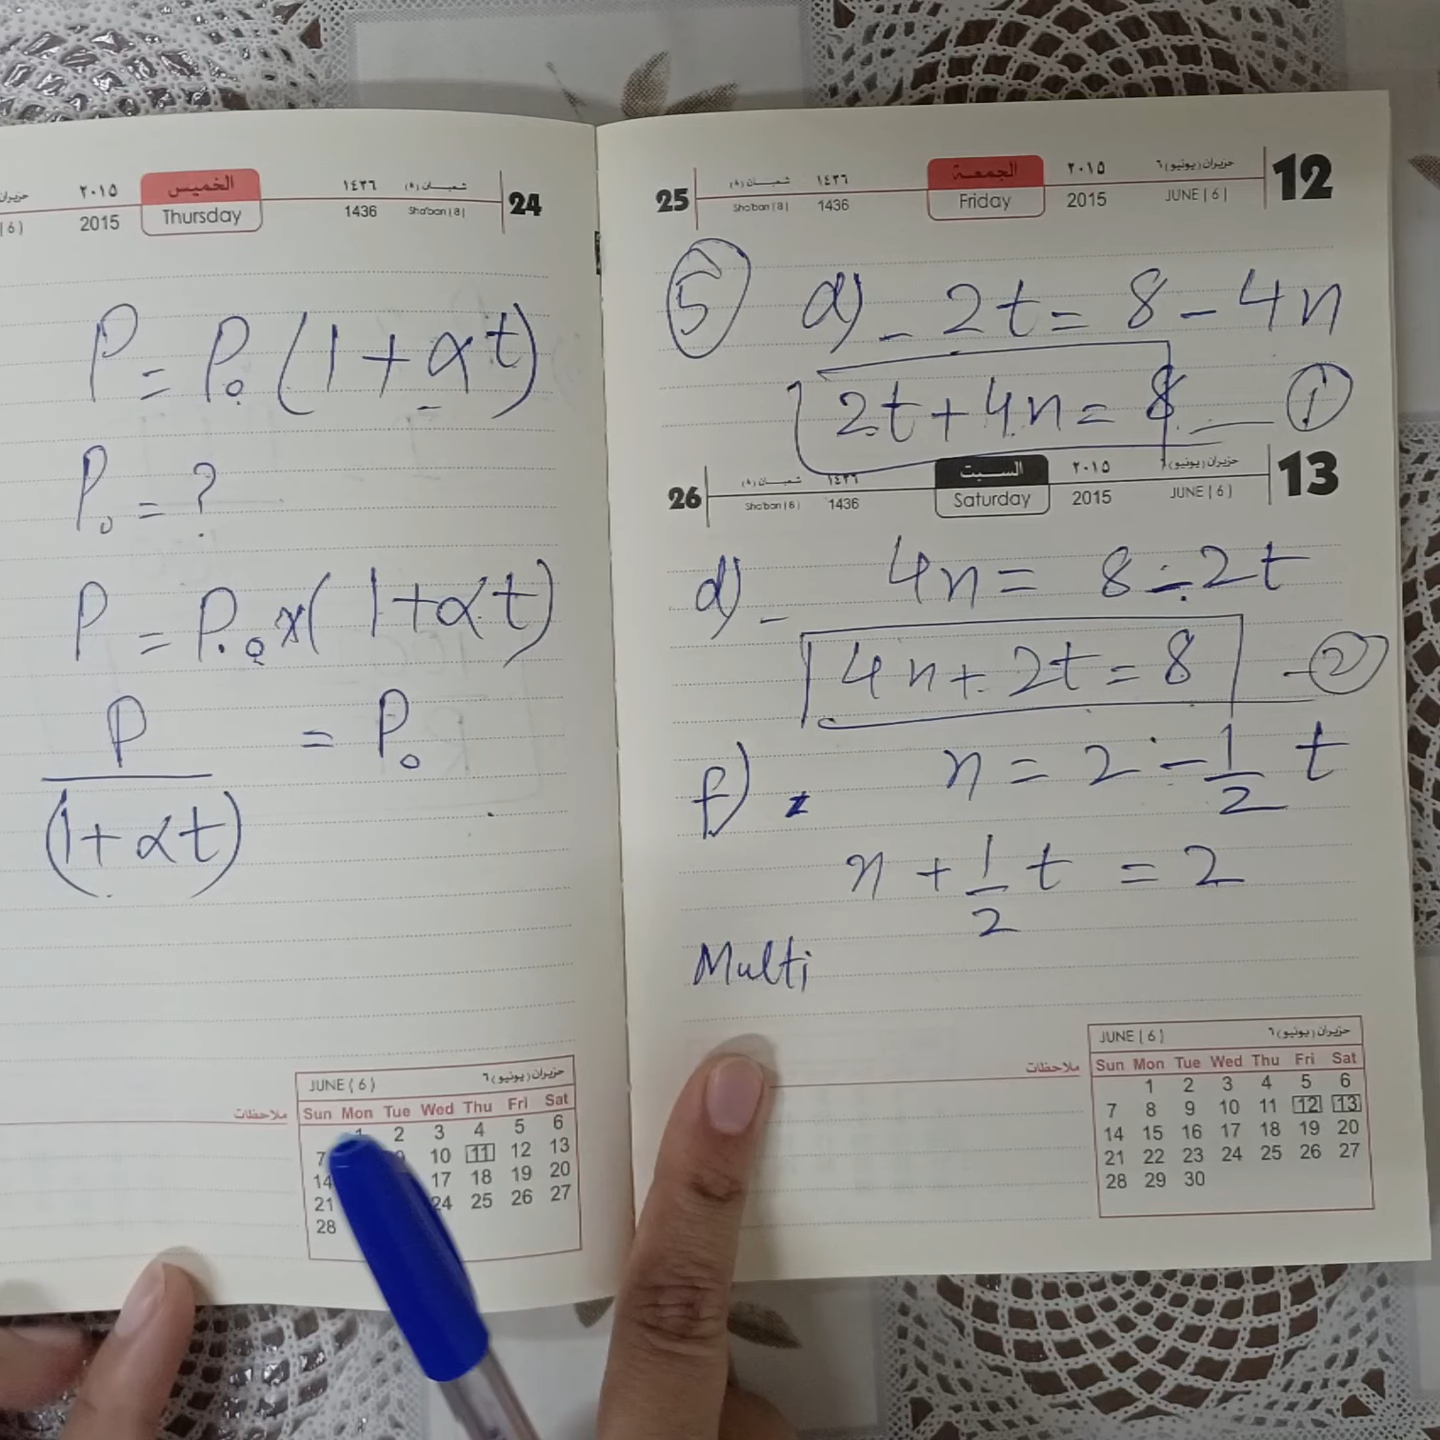 الخميس
Thursday
٢٠١٥
2015
١٤٣٦
1436
شعبان (٨)
Sha'ban ( 8 )
24
P = P₀ (1 + αt)
P₀ = ?
P = P₀ × (1 + αt)
P
= P₀
(1 + αt)
ملاحظات
JUNE ( 6 )
حزيران (يونيو) ٦
Sun Mon Tue Wed Thu Fri Sat
1 2 3 4 5 6
7 10 11 12 13
14 17 18 19 20
21 24 25 26 27
28
25
شعبان (٨)
Sha'ban ( 8 )
١٤٣٦
1436
الجمعة
Friday
٢٠١٥
2015
حزيران (يونيو) ٦
JUNE ( 6 )
12
5 d) - 2t = 8 - 4n
2t + 4n = 8 — 1
26
شعبان (٨)
Sha'ban ( 8 )
١٤٣٦
1436
السبت
Saturday
٢٠١٥
2015
حزيران (يونيو) ٦
JUNE ( 6 )
13
d) - 4n = 8 - 2t
4n + 2t = 8 - 2
f) n = 2 - 1/2 t
n + 1/2 t = 2
Multi
ملاحظات
JUNE ( 6 )
حزيران (يونيو) ٦
Sun Mon Tue Wed Thu Fri Sat
1 2 3 4 5 6
7 8 9 10 11 12 13
14 15 16 17 18 19 20
21 22 23 24 25 26 27
28 29 30